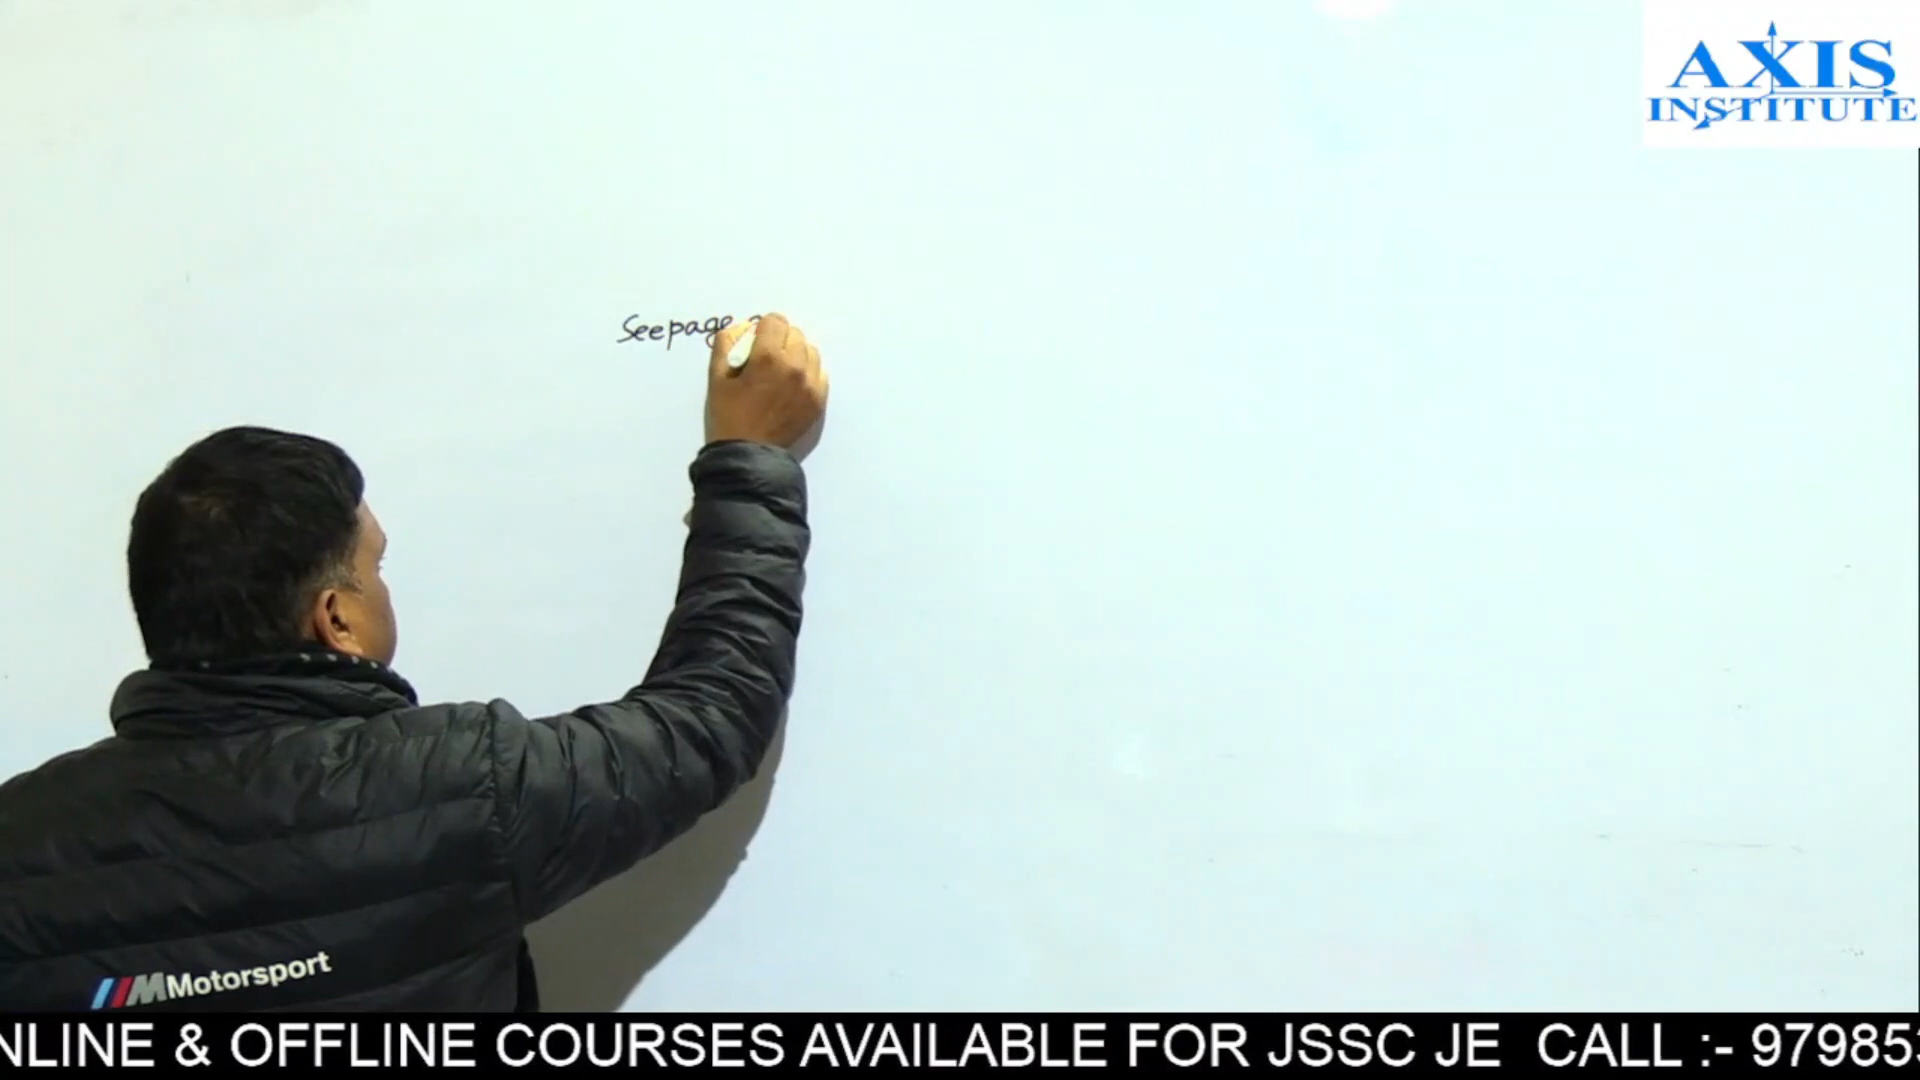 AXIS
INSTITUTE
Seepage
Motorsport
NLINE & OFFLINE COURSES AVAILABLE FOR JSSC JE CALL :- 97985